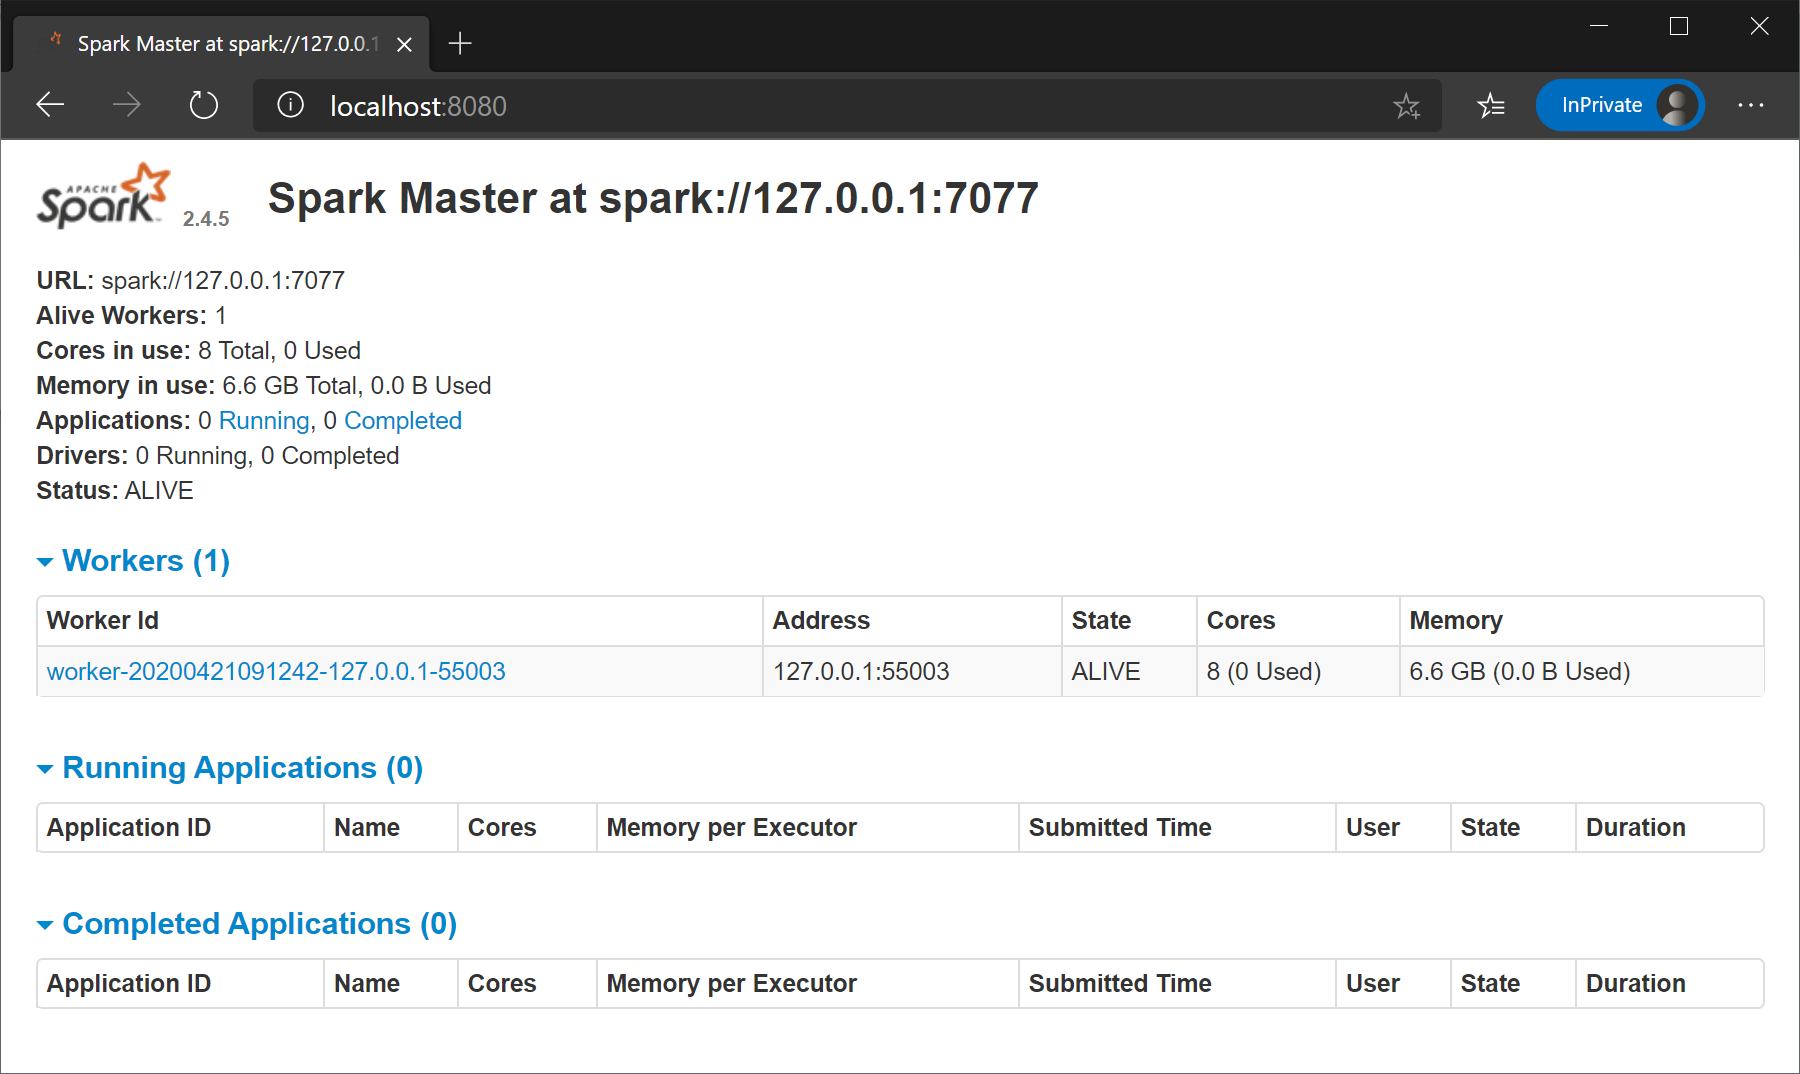 Spark Master at spark://127.0.0.1
localhost:8080
InPrivate
APACHE
Spark
2.4.5
Spark Master at spark://127.0.0.1:7077
URL: spark://127.0.0.1:7077
Alive Workers: 1
Cores in use: 8 Total, 0 Used
Memory in use: 6.6 GB Total, 0.0 B Used
Applications: 0 Running, 0 Completed
Drivers: 0 Running, 0 Completed
Status: ALIVE
Workers (1)
Worker Id Address State Cores Memory
worker-20200421091242-127.0.0.1-55003 127.0.0.1:55003 ALIVE 8 (0 Used) 6.6 GB (0.0 B Used)
Running Applications (0)
Application ID Name Cores Memory per Executor Submitted Time User State Duration
Completed Applications (0)
Application ID Name Cores Memory per Executor Submitted Time User State Duration